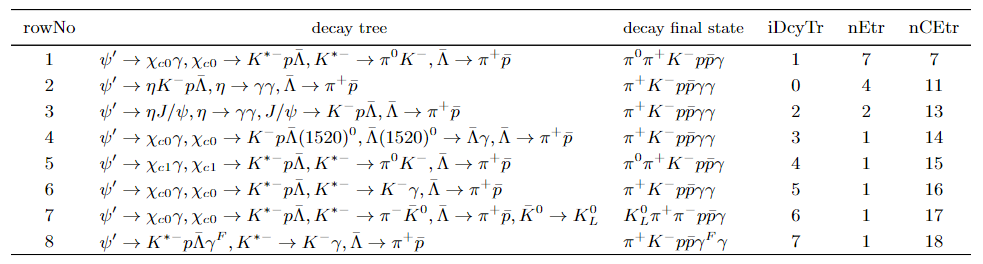 rowNo decay tree decay final state iDcyTr nEtr nCEtr
1 ψ′ → χc0γ, χc0 → K*−pΛ̄, K*− → π0K−, Λ̄ → π+p̄ π0π+K−pp̄γ 1 7 7
2 ψ′ → ηK−pΛ̄, η → γγ, Λ̄ → π+p̄ π+K−pp̄γγ 0 4 11
3 ψ′ → ηJ/ψ, η → γγ, J/ψ → K−pΛ̄, Λ̄ → π+p̄ π+K−pp̄γγ 2 2 13
4 ψ′ → χc0γ, χc0 → K−pΛ̄(1520)0, Λ̄(1520)0 → Λ̄γ, Λ̄ → π+p̄ π+K−pp̄γγ 3 1 14
5 ψ′ → χc1γ, χc1 → K*−pΛ̄, K*− → π0K−, Λ̄ → π+p̄ π0π+K−pp̄γ 4 1 15
6 ψ′ → χc0γ, χc0 → K*−pΛ̄, K*− → K−γ, Λ̄ → π+p̄ π+K−pp̄γγ 5 1 16
7 ψ′ → χc0γ, χc0 → K*−pΛ̄, K*− → π−K̄0, Λ̄ → π+p̄, K̄0 → K0L K0Lπ+π−pp̄γ 6 1 17
8 ψ′ → K*−pΛ̄γF, K*− → K−γ, Λ̄ → π+p̄ π+K−pp̄γFγ 7 1 18